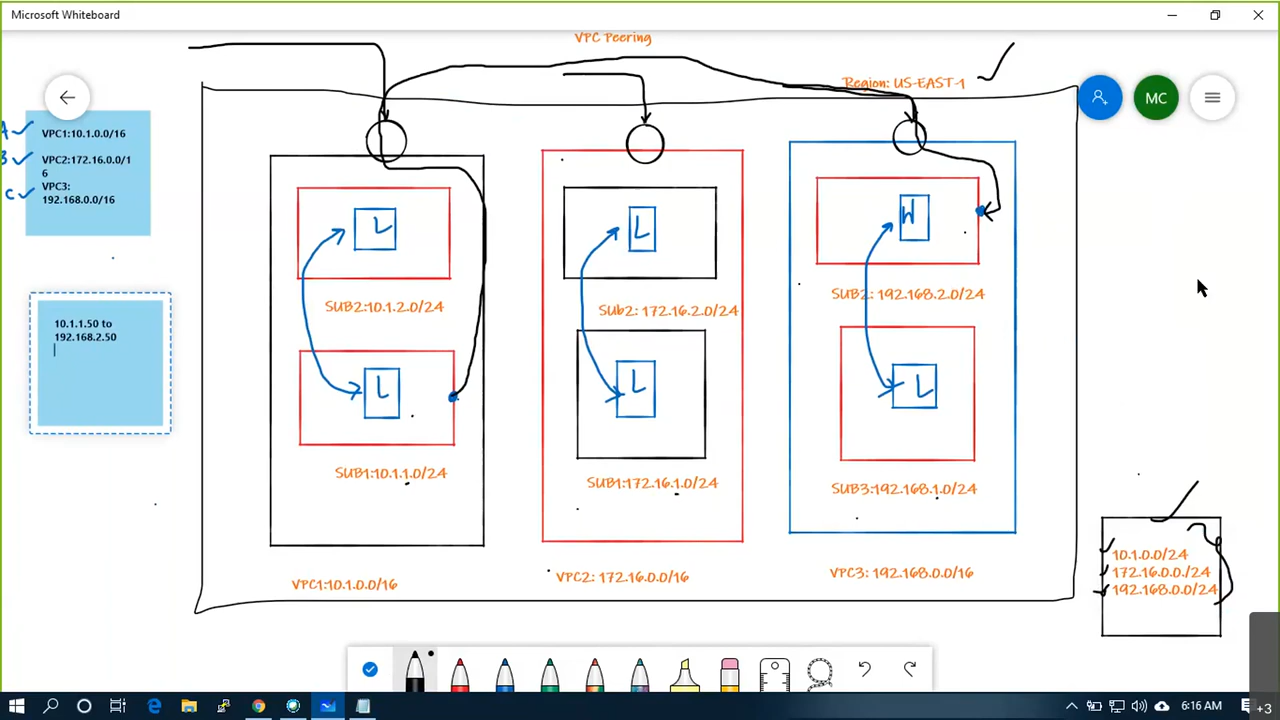 Microsoft Whiteboard
VPC Peering
Region: US-EAST-1
MC
A
VPC1:10.1.0.0/16
B
VPC2:172.16.0.0/1
6
C
VPC3:
192.168.0.0/16
10.1.1.50 to
192.168.2.50
L
L
W
SUB2:10.1.2.0/24
Sub2: 172.16.2.0/24
SUB2: 192.168.2.0/24
L
L
L
SUB1:10.1.1.0/24
SUB1:172.16.1.0/24
SUB3:192.168.1.0/24
VPC1:10.1.0.0/16
VPC2: 172.16.0.0/16
VPC3: 192.168.0.0/16
10.1.0.0/24
172.16.0.0./24
192.168.0.0/24
6:16 AM
+3